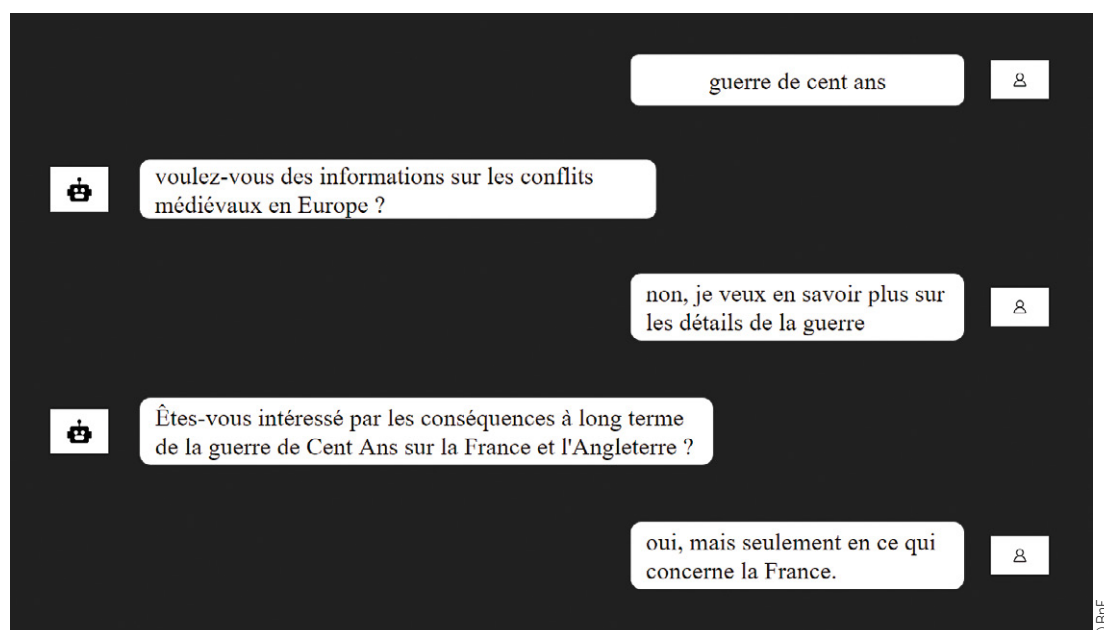 guerre de cent ans
voulez-vous des informations sur les conflits
médiévaux en Europe ?
non, je veux en savoir plus sur
les détails de la guerre
Êtes-vous intéressé par les conséquences à long terme
de la guerre de Cent Ans sur la France et l'Angleterre ?
oui, mais seulement en ce qui
concerne la France.
BnF